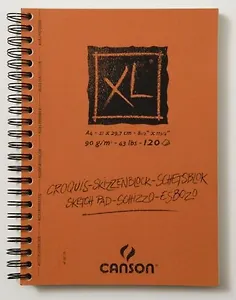 XL
A4 - 21 x 29,7 cm - 8¼" x 11¾"
90 g/m² - 43 lbs - 120
CROQUIS-SKIZZENBLOCK-SCHETSBLOK
SKETCH PAD-SCHIZZO-ESBOZO
CANSON